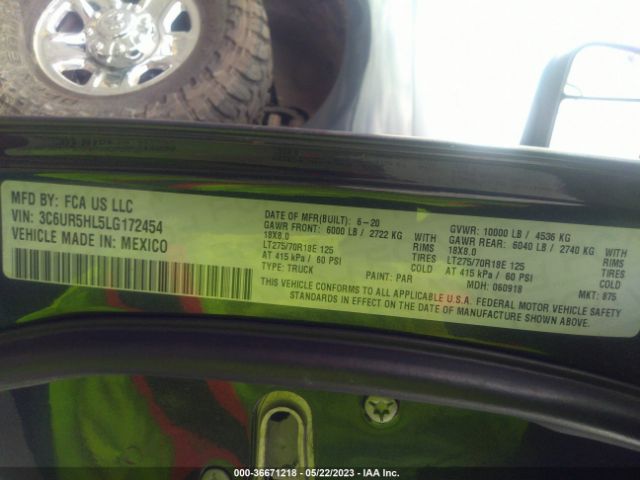 MFD BY: FCA US LLC
VIN: 3C6UR5HL5LG172454
VEHICLE MADE IN: MEXICO
DATE OF MFR(BUILT): 6-20
GAWR FRONT: 6000 LB / 2722 KG WITH
18X8.0 RIMS
LT275/70R18E 125 TIRES
AT 415 kPa / 60 PSI COLD
TYPE: TRUCK PAINT: PAR
GVWR: 10000 LB / 4536 KG
GAWR REAR: 6040 LB / 2740 KG WITH
18X8.0 RIMS
LT275/70R18E 125 TIRES
AT 415 kPa / 60 PSI COLD
MDH: 060918 MKT: 875
THIS VEHICLE CONFORMS TO ALL APPLICABLE U.S.A. FEDERAL MOTOR VEHICLE SAFETY
STANDARDS IN EFFECT ON THE DATE OF MANUFACTURE SHOWN ABOVE.
000-36671218 - 05/22/2023 - IAA Inc.